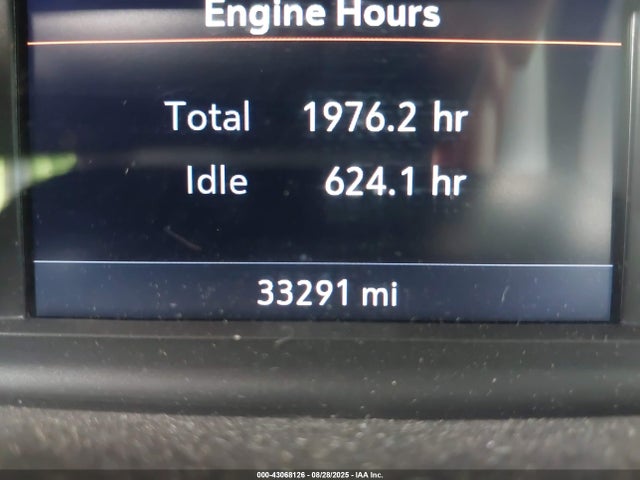 Engine Hours
Total 1976.2 hr
Idle 624.1 hr
33291 mi
000-43068126 - 08/28/2025 - IAA Inc.